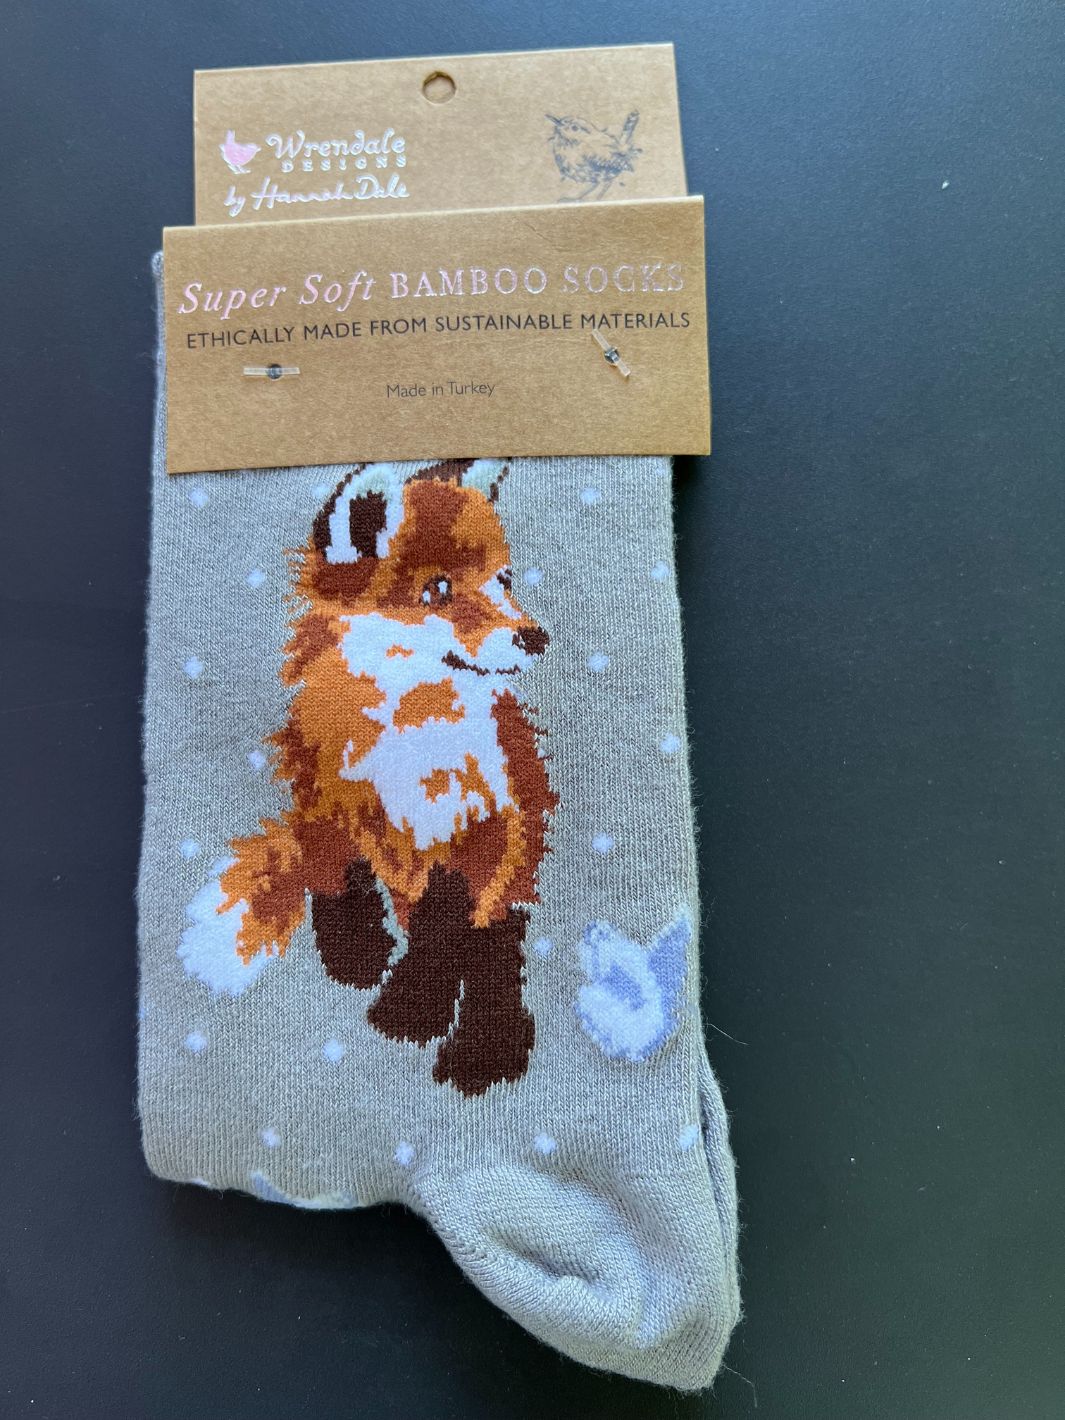 Wrendale
DESIGNS
by Hannah Dale
Super Soft BAMBOO SOCKS
ETHICALLY MADE FROM SUSTAINABLE MATERIALS
Made in Turkey